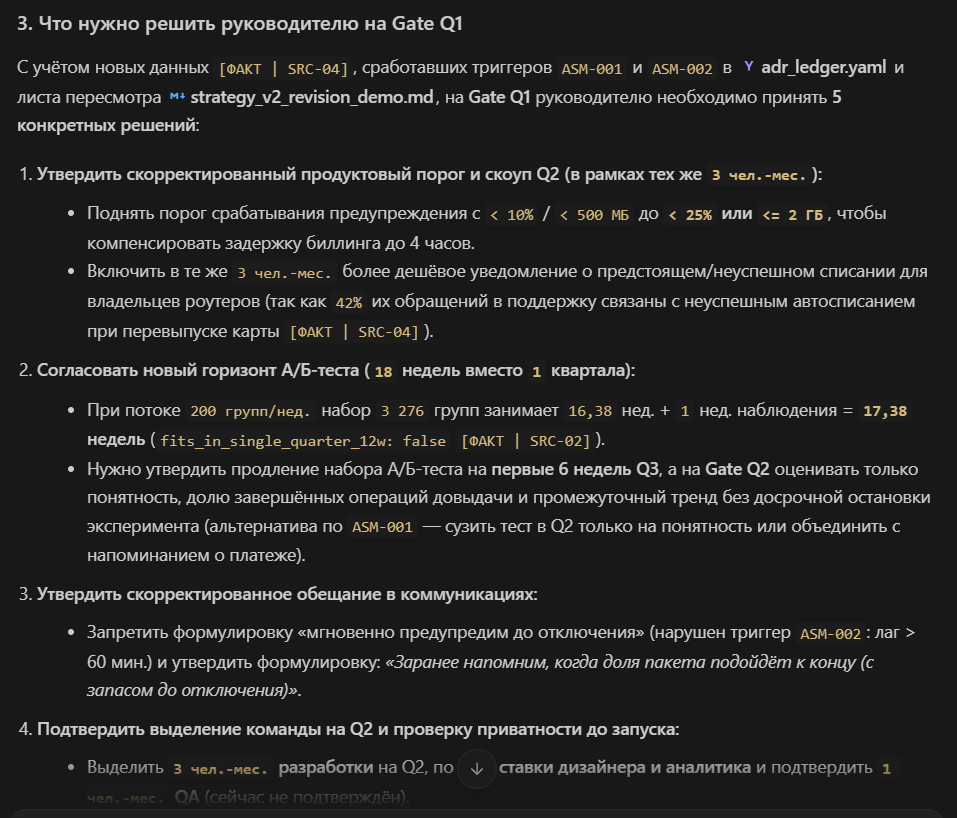 3. Что нужно решить руководителю на Gate Q1
С учётом новых данных [ФАКТ | SRC-04], сработавших триггеров ASM-001 и ASM-002 в Y adr_ledger.yaml и
листа пересмотра M↓ strategy_v2_revision_demo.md, на Gate Q1 руководителю необходимо принять 5
конкретных решений:
1. Утвердить скорректированный продуктовый порог и скоуп Q2 (в рамках тех же 3 чел.-мес.):
• Поднять порог срабатывания предупреждения с < 10% / < 500 МБ до < 25% или <= 2 ГБ, чтобы
компенсировать задержку биллинга до 4 часов.
• Включить в те же 3 чел.-мес. более дешёвое уведомление о предстоящем/неуспешном списании для
владельцев роутеров (так как 42% их обращений в поддержку связаны с неуспешным автосписанием
при перевыпуске карты [ФАКТ | SRC-04]).
2. Согласовать новый горизонт А/Б-теста (18 недель вместо 1 квартала):
• При потоке 200 групп/нед. набор 3 276 групп занимает 16,38 нед. + 1 нед. наблюдения = 17,38
недель (fits_in_single_quarter_12w: false [ФАКТ | SRC-02]).
• Нужно утвердить продление набора А/Б-теста на первые 6 недель Q3, а на Gate Q2 оценивать только
понятность, долю завершённых операций довыдачи и промежуточный тренд без досрочной остановки
эксперимента (альтернатива по ASM-001 — сузить тест в Q2 только на понятность или объединить с
напоминанием о платеже).
3. Утвердить скорректированное обещание в коммуникациях:
• Запретить формулировку «мгновенно предупредим до отключения» (нарушен триггер ASM-002: лаг >
60 мин.) и утвердить формулировку: «Заранее напомним, когда доля пакета подойдёт к концу (с
запасом до отключения)».
4. Подтвердить выделение команды на Q2 и проверку приватности до запуска:
• Выделить 3 чел.-мес. разработки на Q2, по ставки дизайнера и аналитика и подтвердить 1
чел.-мес. QA (сейчас не подтверждён).